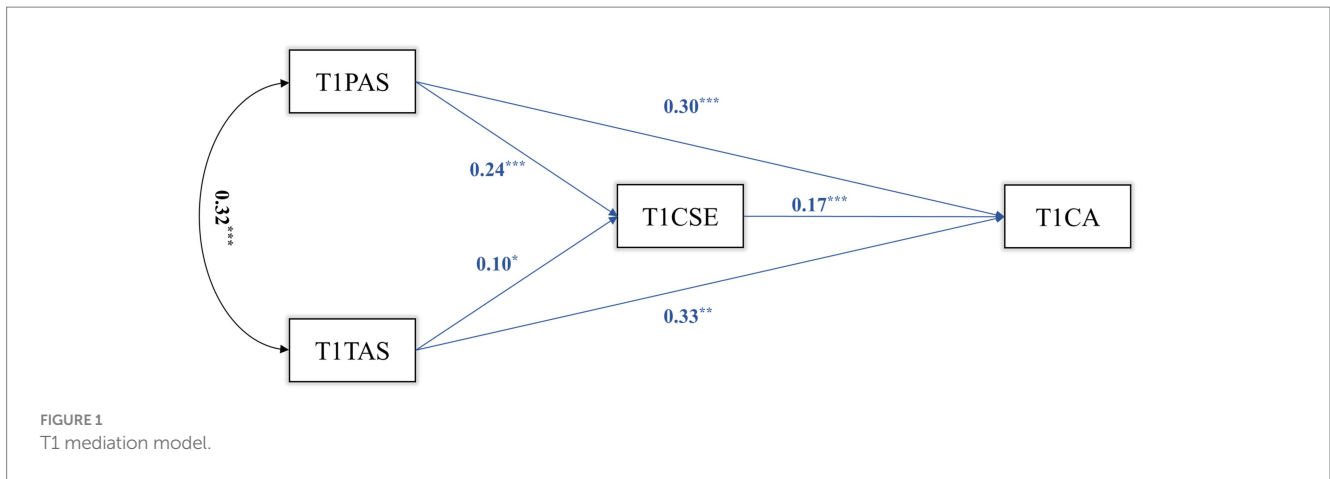 T1PAS
0.30***
0.24***
0.32***
T1CSE
0.17***
T1CA
0.10*
0.33**
T1TAS
FIGURE 1
T1 mediation model.